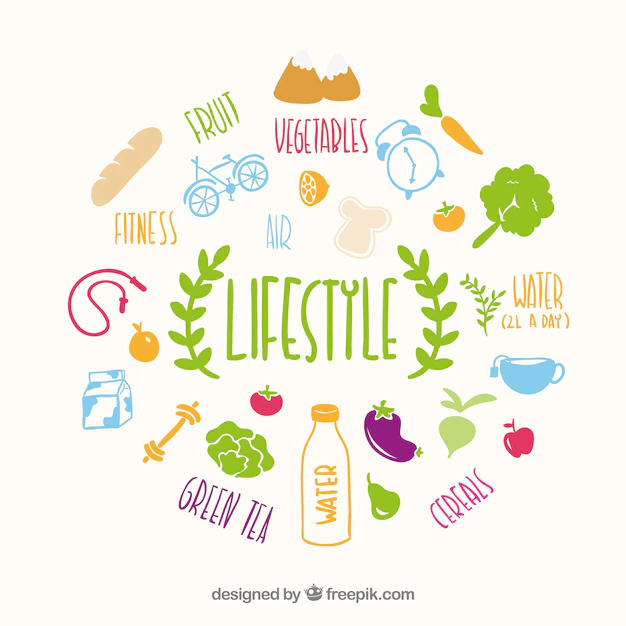 FRUIT
VEGETABLES
FITNESS
AIR
LIFESTYLE
WATER
(2L A DAY)
GREEN TEA
WATER
CEREALS
designed by freepik.com